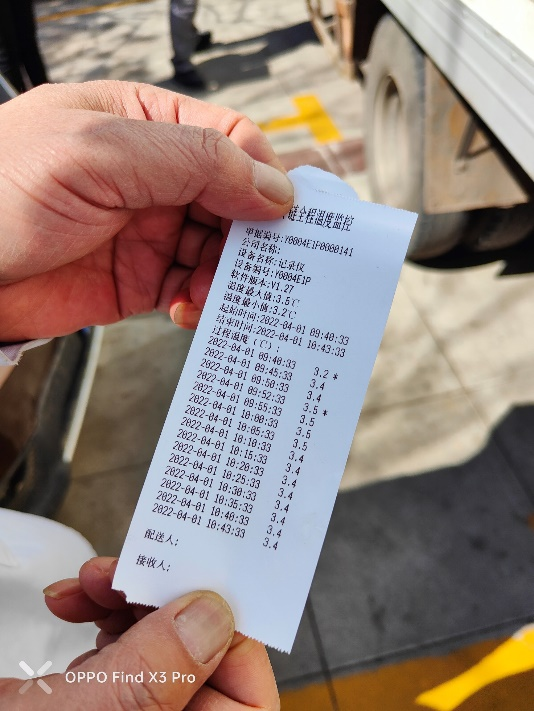 链全程温度监控
单据编号:Y0004E1F0000141
公司名称:
设备名称:记录仪
设备编号:Y0004E1P
软件版本:V1.27
温度最大值:3.5℃
温度最小值:3.2℃
起始时间:2022-04-01 09:40:33
结束时间:2022-04-01 10:43:33
过程温度(℃):
2022-04-01 09:40:33 3.2 *
2022-04-01 09:45:33 3.4
2022-04-01 09:50:33 3.4
2022-04-01 09:52:33 3.5 *
2022-04-01 09:55:33 3.5
2022-04-01 10:00:33 3.5
2022-04-01 10:05:33 3.5
2022-04-01 10:10:33 3.4
2022-04-01 10:15:33 3.4
2022-04-01 10:20:33 3.4
2022-04-01 10:25:33 3.4
2022-04-01 10:30:33 3.4
2022-04-01 10:35:33 3.4
2022-04-01 10:40:33 3.4
2022-04-01 10:43:33 3.4
配送人:
接收人:
OPPO Find X3 Pro